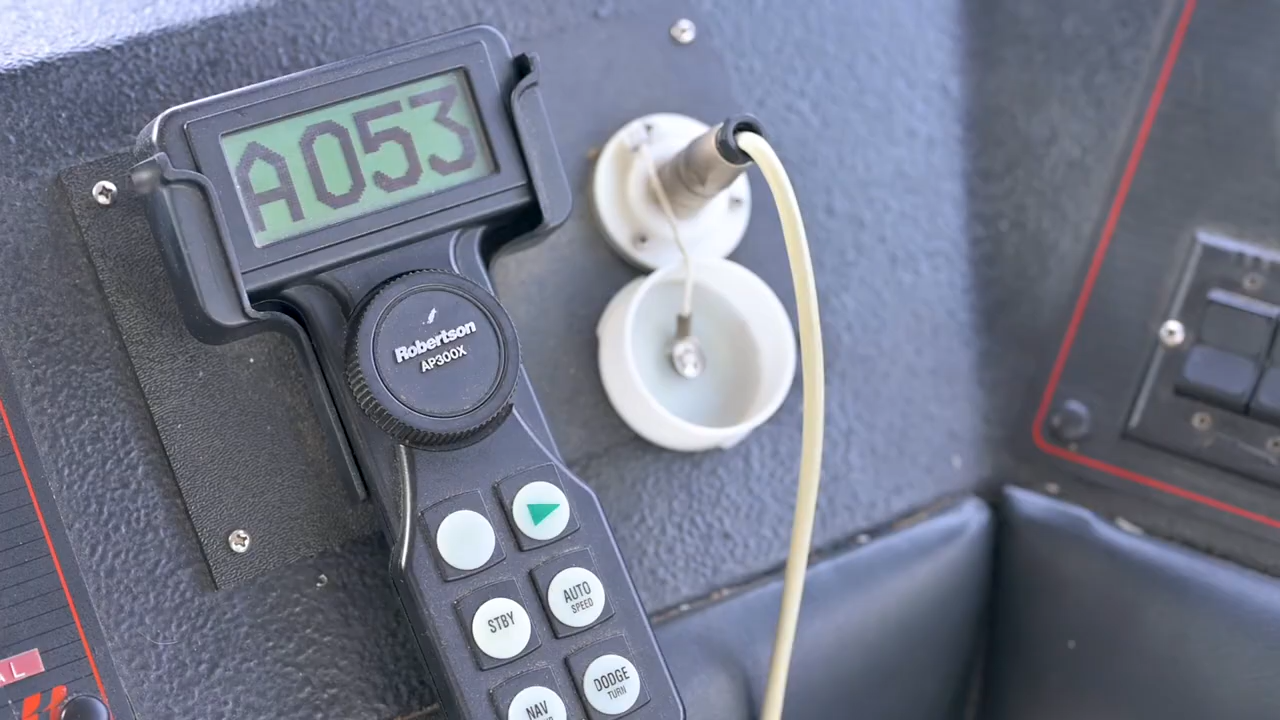 A053
Robertson
AP300X
STBY
AUTO
SPEED
DODGE
TURN
NAV